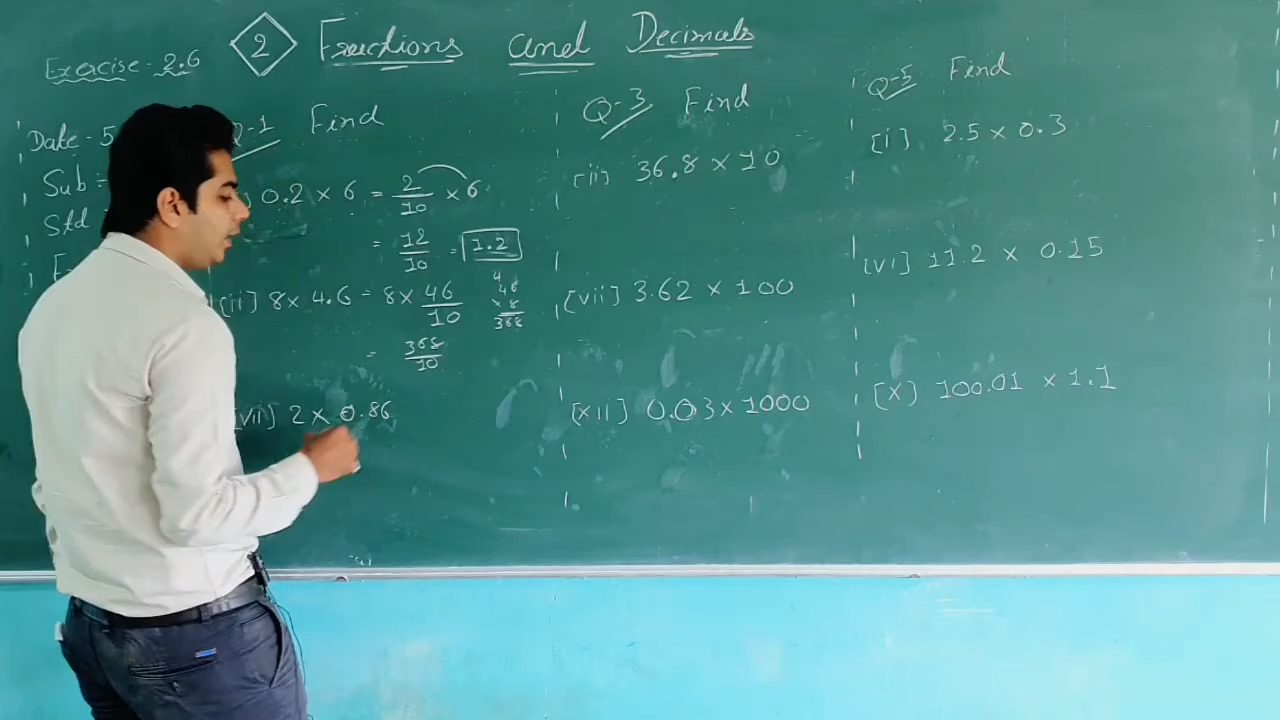 Exercise - 2.6
2 Fractions and Decimals
Date - 5
Sub =
Std
Q-1 Find
0.2 × 6 = 2/10 × 6
= 12/10 = 1.2
[ii] 8 × 4.6 = 8 × 46/10
46
× 8
368
= 368/10
[vii] 2 × 0.86
Q-3 Find
[ii] 36.8 × 10
[vii] 3.62 × 100
[xii] 0.03 × 1000
Q-5 Find
[i] 2.5 × 0.3
[vi] 11.2 × 0.15
[x] 100.01 × 1.1